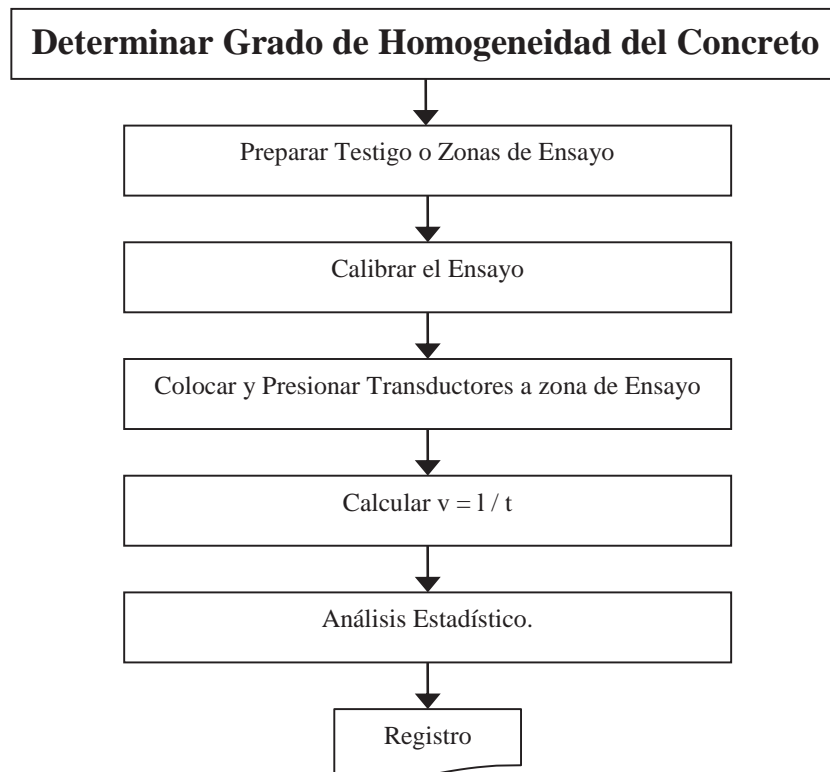 Determinar Grado de Homogeneidad del Concreto
Preparar Testigo o Zonas de Ensayo
Calibrar el Ensayo
Colocar y Presionar Transductores a zona de Ensayo
Calcular v = l / t
Análisis Estadístico.
Registro